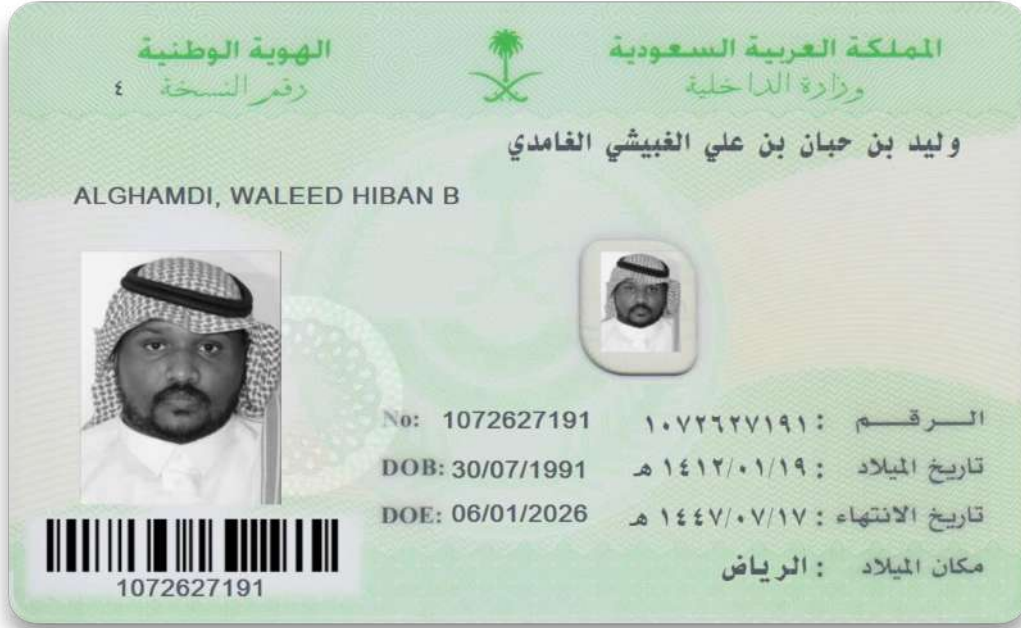 المملكة العربية السعودية
وزارة الداخلية
الهوية الوطنية
رقم النسخة ٤
وليد بن حبان بن علي الغبيشي الغامدي
ALGHAMDI, WALEED HIBAN B
الرقم : ١٠٧٢٦٢٧١٩١ No: 1072627191
تاريخ الميلاد : ١٤١٢/٠١/١٩ هـ DOB: 30/07/1991
تاريخ الانتهاء : ١٤٤٧/٠٧/١٧ هـ DOE: 06/01/2026
مكان الميلاد : الرياض
1072627191